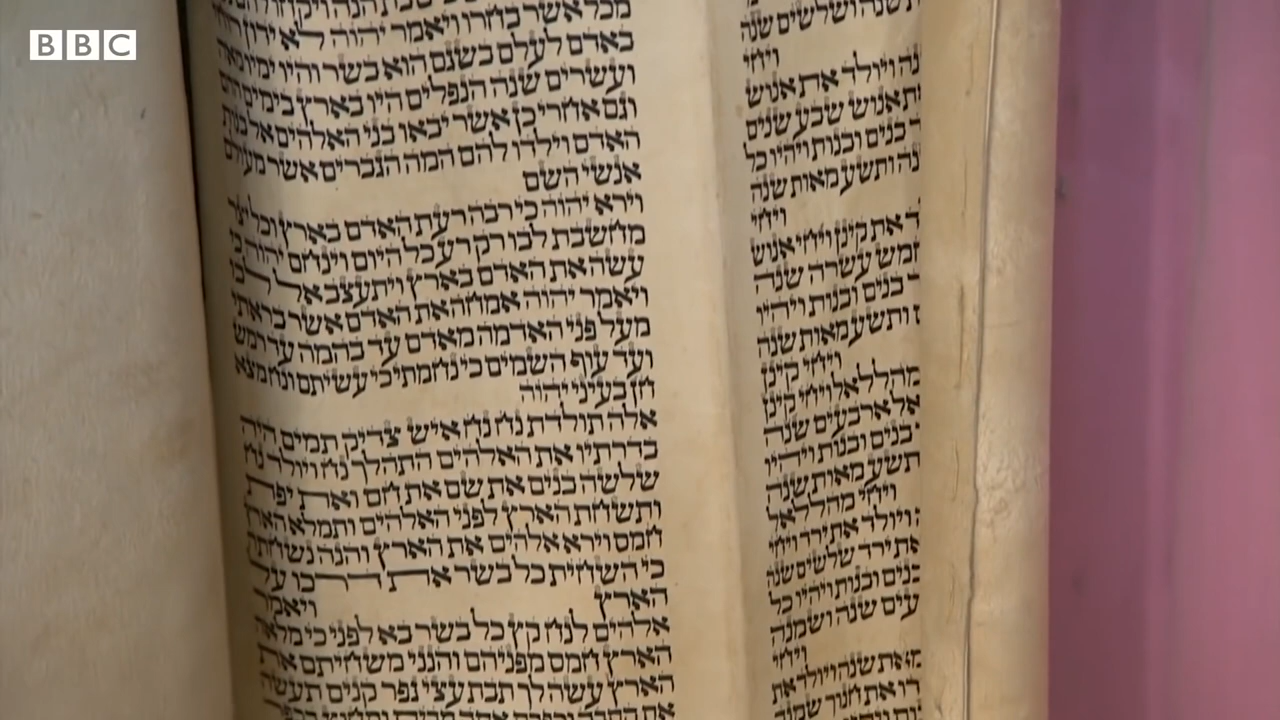 BBC
שנה ושלשים שנה
ויחי
ויולד את אנוש
אנוש שבע שנים
בנים ובנות ויהיו כל
ותשע מאות שנה
ויחי
את קינן ויחי אנוש
חמש עשרה שנה
בנים ובנות ויהיו
ותשע מאות שנה
ויחי קינן
מהללאל ויחי קינן
ארבעים שנה
בנים ובנות ויהיו
תשע מאות שנה
ויחי מהללאל
ויולד את ירד ויחי
את ירד שלשים שנה
בנים ובנות ויהיו כל
שנה ושמנה
ויחי
מאת שנה ויולד את
את חנוך שמנה
מכל אשר בחרו ויאמר יהוה לא ידון
באדם לעלם בשגם הוא בשר והיו ימיו מאה
ועשרים שנה הנפלים היו בארץ בימים ההם
וגם אחרי כן אשר יבאו בני האלהים אל בנות
האדם וילדו להם המה הגברים אשר מעולם
אנשי השם
וירא יהוה כי רבה רעת האדם בארץ וכל יצר
מחשבת לבו רק רע כל היום וינחם יהוה כי
עשה את האדם בארץ ויתעצב אל לבו
ויאמר יהוה אמחה את האדם אשר בראתי
מעל פני האדמה מאדם עד בהמה עד רמש
ועד עוף השמים כי נחמתי כי עשיתם ונח מצא
חן בעיני יהוה
אלה תולדת נח נח איש צדיק תמים היה
בדרתיו את האלהים התהלך נח ויולד נח
שלשה בנים את שם את חם ואת יפת
ותשחת הארץ לפני האלהים ותמלא הארץ
חמס וירא אלהים את הארץ והנה נשחתה
כי השחית כל בשר את דרכו על
הארץ ויאמר
אלהים לנח קץ כל בשר בא לפני כי מלאה
הארץ חמס מפניהם והנני משחיתם את
הארץ עשה לך תבת עצי גפר קנים תעשה